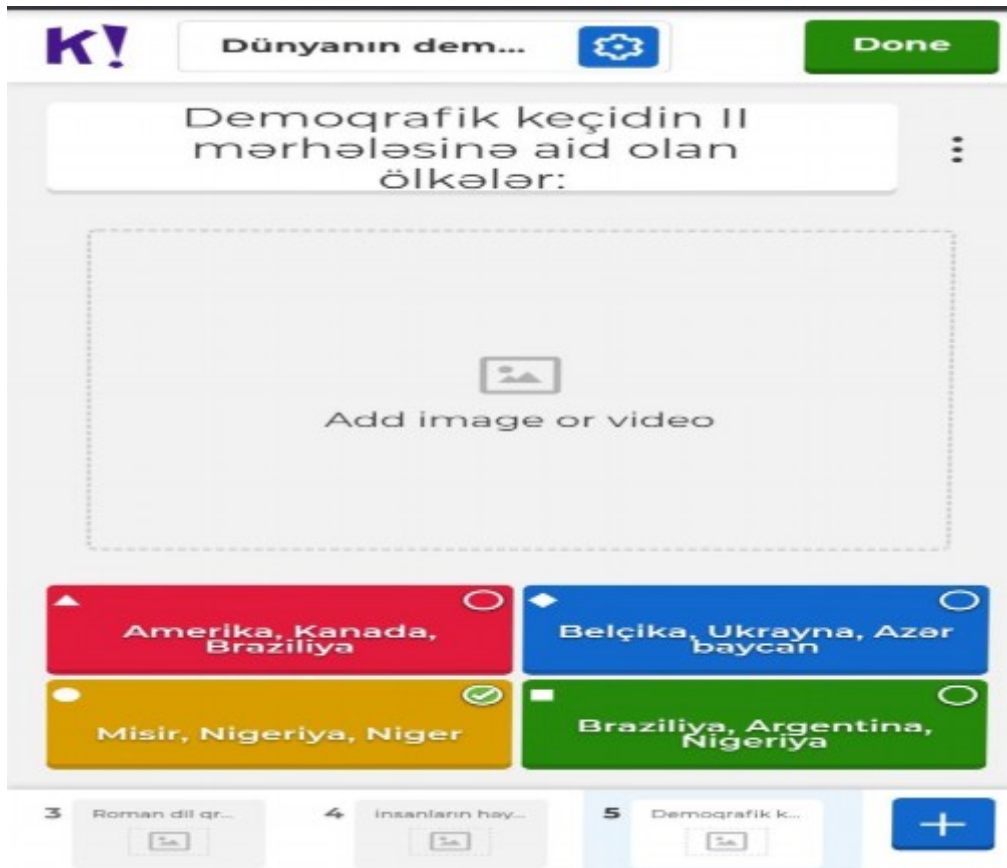 K!
Dünyanın dem...
Done
Demoqrafik keçidin II
mərhələsinə aid olan
ölkələr:
Add image or video
Amerika, Kanada,
Braziliya
Belçika, Ukrayna, Azər
baycan
Misir, Nigeriya, Niger
Braziliya, Argentina,
Nigeriya
3 Roman dil qr...
4 insanların həy...
5 Demoqrafik k...